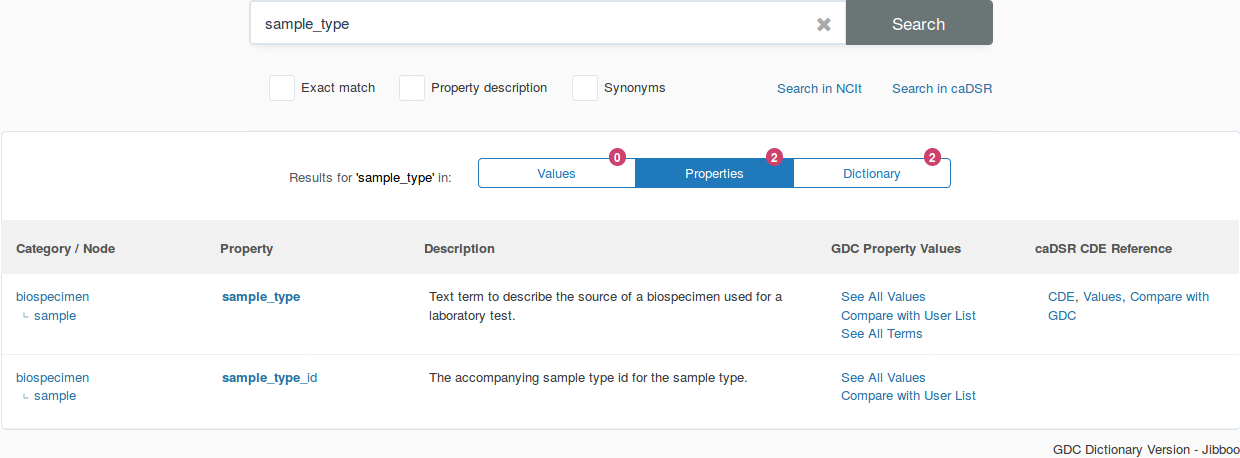 sample_type
Search
Exact match Property description Synonyms Search in NCIt Search in caDSR
Results for 'sample_type' in: Values 0 Properties 2 Dictionary 2
Category / Node Property Description GDC Property Values caDSR CDE Reference
biospecimen sample_type Text term to describe the source of a biospecimen used for a See All Values CDE, Values, Compare with
sample laboratory test. Compare with User List GDC
See All Terms
biospecimen sample_type_id The accompanying sample type id for the sample type. See All Values
sample Compare with User List
GDC Dictionary Version - Jibboo